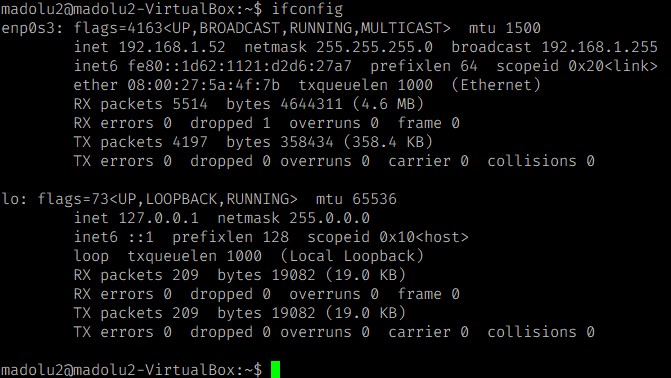 madolu2@madolu2-VirtualBox:~$ ifconfig
enp0s3: flags=4163<UP,BROADCAST,RUNNING,MULTICAST>  mtu 1500
        inet 192.168.1.52  netmask 255.255.255.0  broadcast 192.168.1.255
        inet6 fe80::1d62:1121:d2d6:27a7  prefixlen 64  scopeid 0x20<link>
        ether 08:00:27:5a:4f:7b  txqueuelen 1000  (Ethernet)
        RX packets 5514  bytes 4644311 (4.6 MB)
        RX errors 0  dropped 1  overruns 0  frame 0
        TX packets 4197  bytes 358434 (358.4 KB)
        TX errors 0  dropped 0 overruns 0  carrier 0  collisions 0

lo: flags=73<UP,LOOPBACK,RUNNING>  mtu 65536
        inet 127.0.0.1  netmask 255.0.0.0
        inet6 ::1  prefixlen 128  scopeid 0x10<host>
        loop  txqueuelen 1000  (Local Loopback)
        RX packets 209  bytes 19082 (19.0 KB)
        RX errors 0  dropped 0  overruns 0  frame 0
        TX packets 209  bytes 19082 (19.0 KB)
        TX errors 0  dropped 0 overruns 0  carrier 0  collisions 0

madolu2@madolu2-VirtualBox:~$